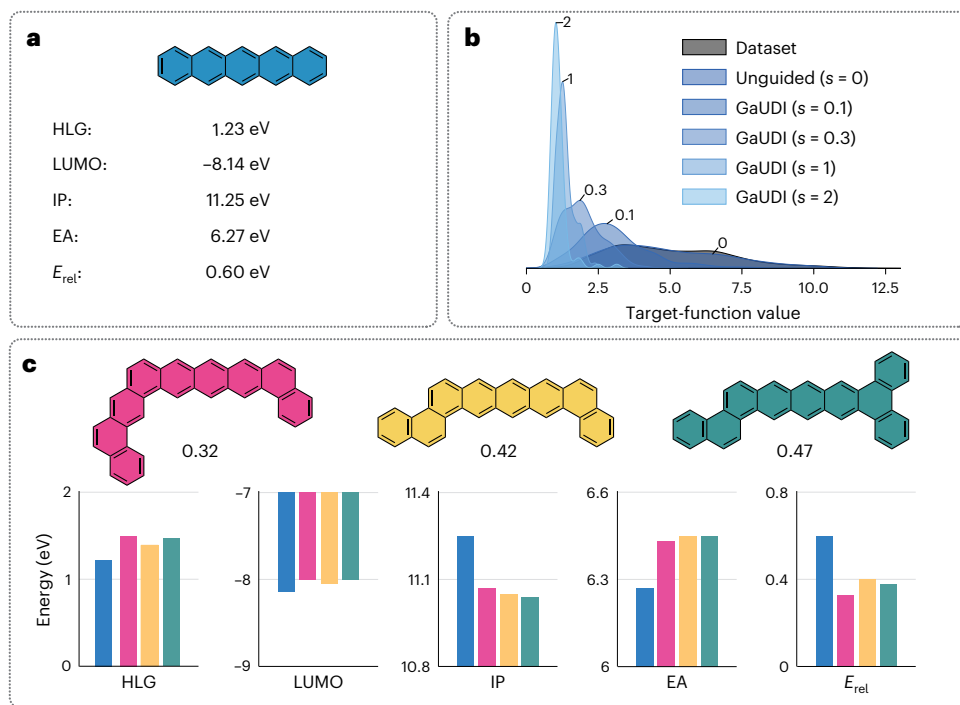 a
HLG: 1.23 eV
LUMO: –8.14 eV
IP: 11.25 eV
EA: 6.27 eV
Erel: 0.60 eV
b
2
1
0.3
0.1
0
Dataset
Unguided (s = 0)
GaUDI (s = 0.1)
GaUDI (s = 0.3)
GaUDI (s = 1)
GaUDI (s = 2)
0 2.5 5.0 7.5 10.0 12.5
Target-function value
c
0.32 0.42 0.47
Energy (eV)
2
1
0
HLG
–7
–8
–9
LUMO
11.4
11.1
10.8
IP
6.6
6.3
6
EA
0.8
0.4
0
Erel